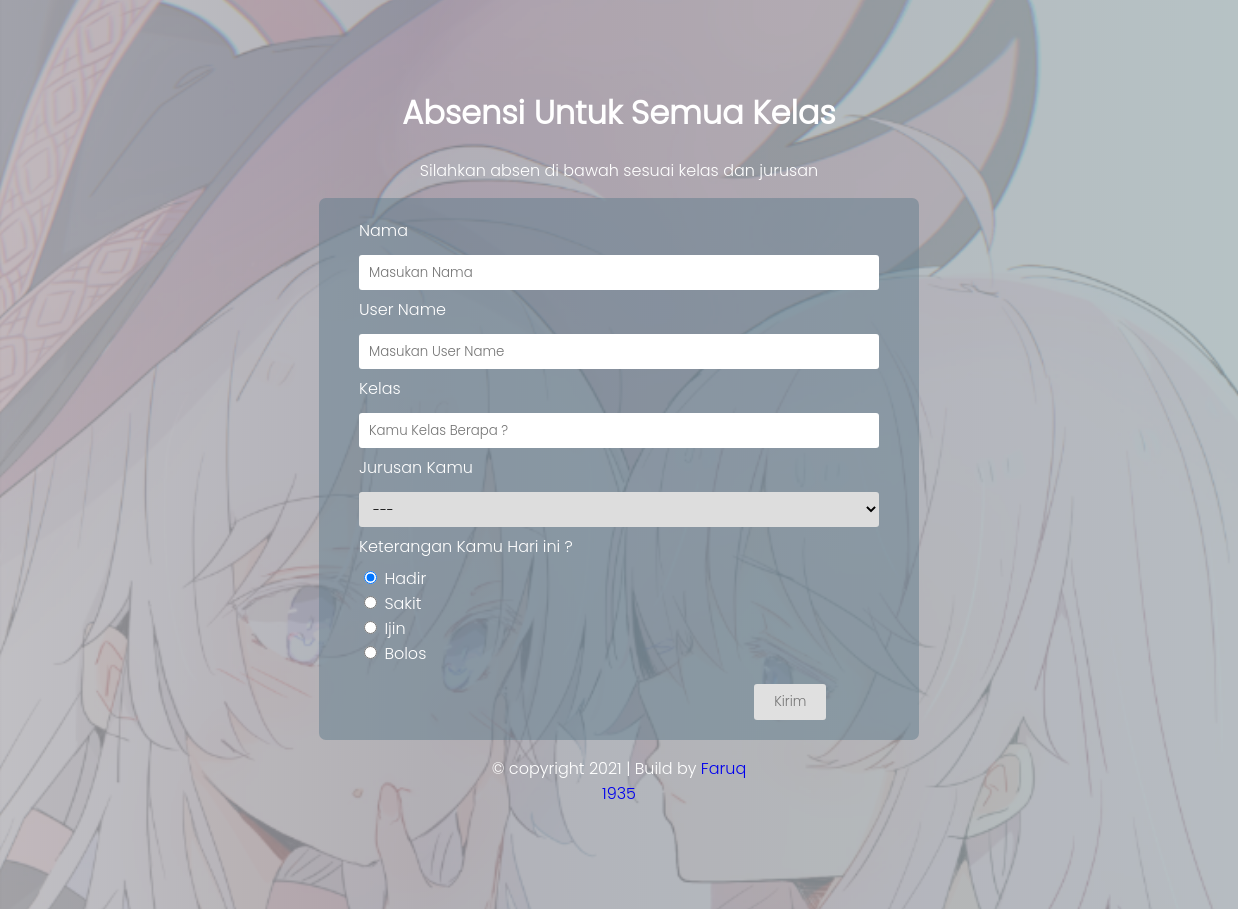 Absensi Untuk Semua Kelas
Silahkan absen di bawah sesuai kelas dan jurusan
Nama
Masukan Nama
User Name
Masukan User Name
Kelas
Kamu Kelas Berapa ?
Jurusan Kamu
---
Keterangan Kamu Hari ini ?
Hadir
Sakit
Ijin
Bolos
Kirim
© copyright 2021 | Build by Faruq
1935